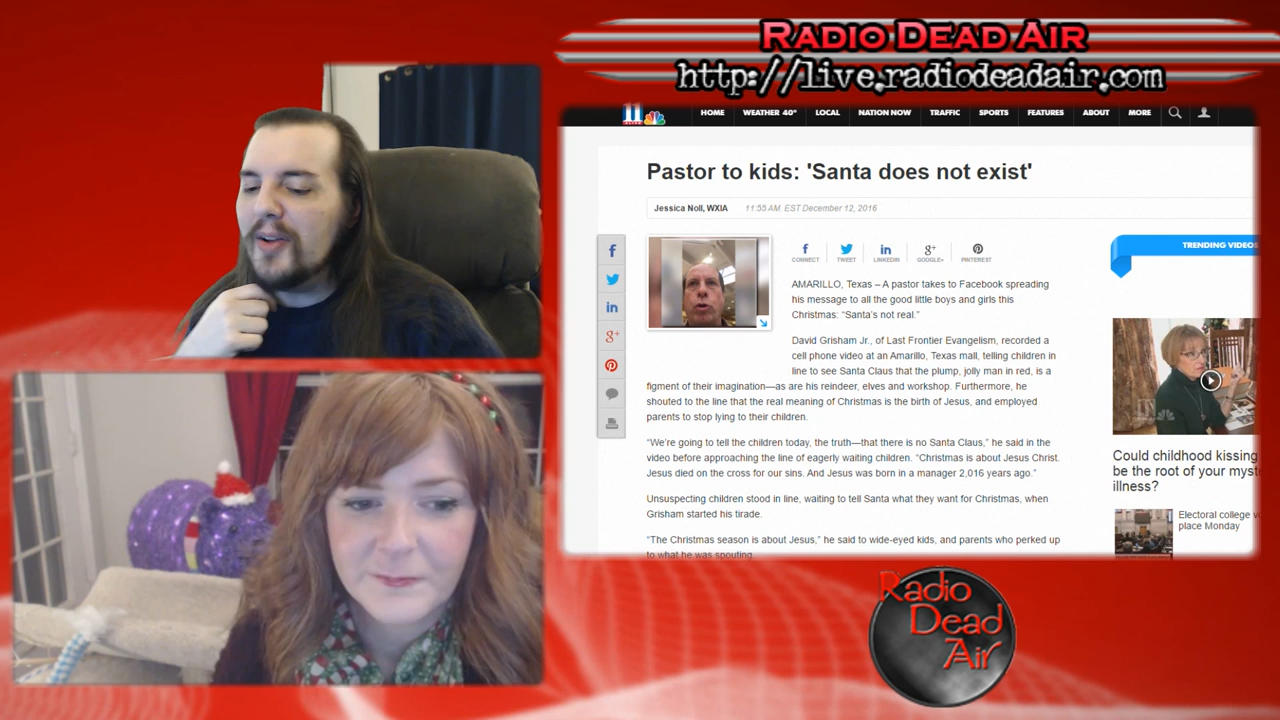 RADIO DEAD AIR
http://live.radiodeadair.com
11
HOME WEATHER 40° LOCAL NATION NOW TRAFFIC SPORTS FEATURES ABOUT MORE
Pastor to kids: 'Santa does not exist'
Jessica Noll, WXIA 11:55 AM. EST December 12, 2016
CONNECT TWEET LINKEDIN GOOGLE+ PINTEREST
AMARILLO, Texas – A pastor takes to Facebook spreading
his message to all the good little boys and girls this
Christmas: “Santa’s not real.”
David Grisham Jr., of Last Frontier Evangelism, recorded a
cell phone video at an Amarillo, Texas mall, telling children in
line to see Santa Claus that the plump, jolly man in red, is a
figment of their imagination—as are his reindeer, elves and workshop. Furthermore, he
shouted to the line that the real meaning of Christmas is the birth of Jesus, and employed
parents to stop lying to their children.
“We’re going to tell the children today, the truth—that there is no Santa Claus,” he said in the
video before approaching the line of eagerly waiting children. “Christmas is about Jesus Christ.
Jesus died on the cross for our sins. And Jesus was born in a manager 2,016 years ago.”
Unsuspecting children stood in line, waiting to tell Santa what they want for Christmas, when
Grisham started his tirade.
“The Christmas season is about Jesus,” he said to wide-eyed kids, and parents who perked up
to what he was spouting.
TRENDING VIDEOS
Could childhood kissing
be the root of your myst
illness?
Electoral college v
place Monday
Radio
Dead
Air